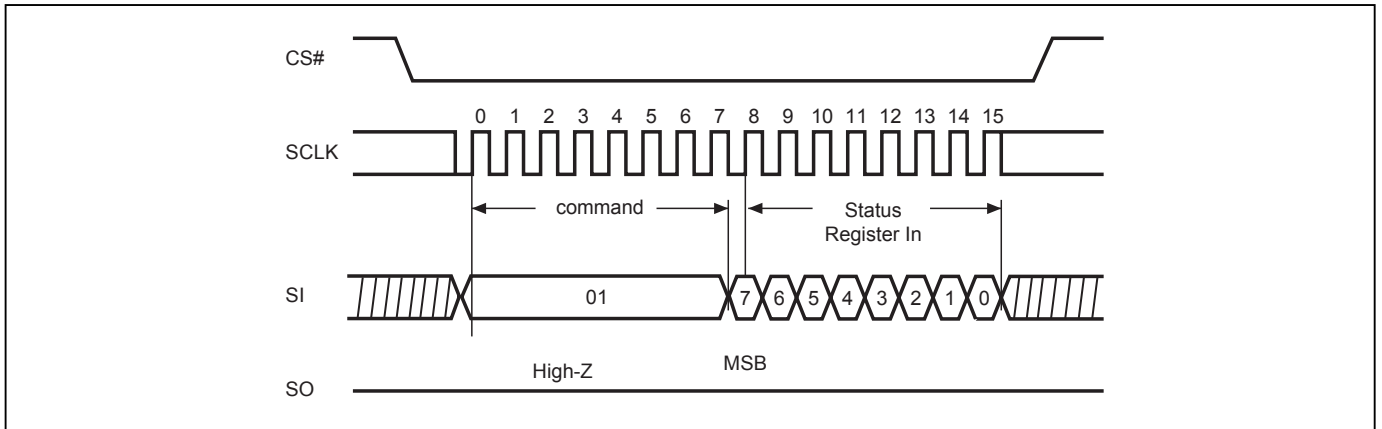 CS#
0 1 2 3 4 5 6 7 8 9 10 11 12 13 14 15
SCLK
command
Status
Register In
SI
01
7 6 5 4 3 2 1 0
High-Z
MSB
SO